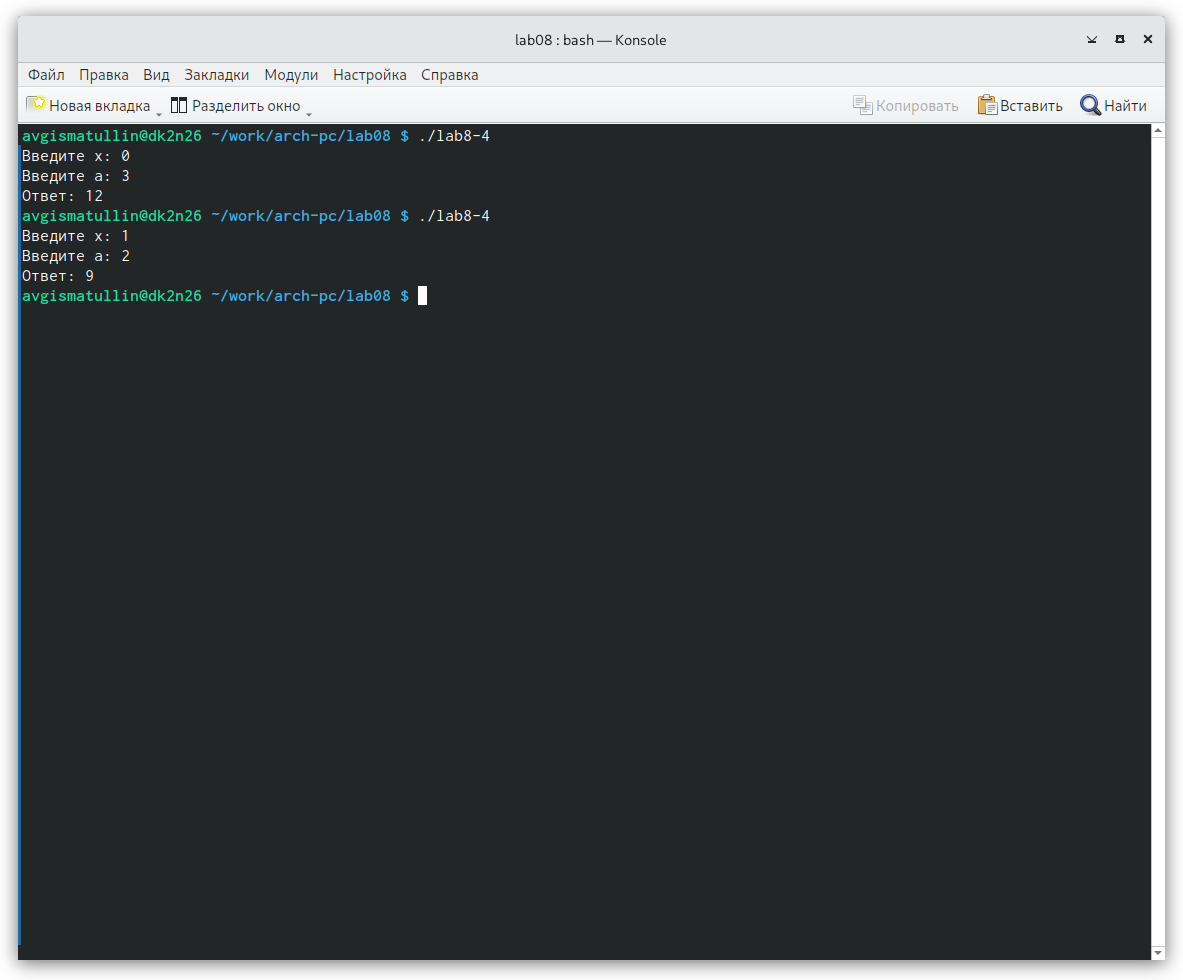 lab08 : bash — Konsole
Файл Правка Вид Закладки Модули Настройка Справка
Новая вкладка Разделить окно Копировать Вставить Найти
avgismatullin@dk2n26 ~/work/arch-pc/lab08 $ ./lab8-4
Введите x: 0
Введите a: 3
Ответ: 12
avgismatullin@dk2n26 ~/work/arch-pc/lab08 $ ./lab8-4
Введите x: 1
Введите a: 2
Ответ: 9
avgismatullin@dk2n26 ~/work/arch-pc/lab08 $